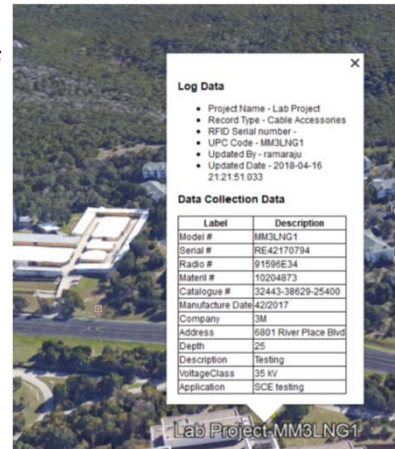 Log Data
Project Name - Lab Project
Record Type - Cable Accessories
RFID Serial number -
UPC Code - MM3LNG1
Updated By - ramaraju
Updated Date - 2018-04-16
21:21:51.033
Data Collection Data
Label Description
Model # MM3LNG1
Serial # RE42170794
Radio # 91596E34
Materil # 10204873
Catalogue # 32443-38629-25400
Manufacture Date 42/2017
Company 3M
Address 6801 River Place Blvd
Depth 25
Description Testing
VoltageClass 35 kV
Application SCE testing
Lab Project-MM3LNG1